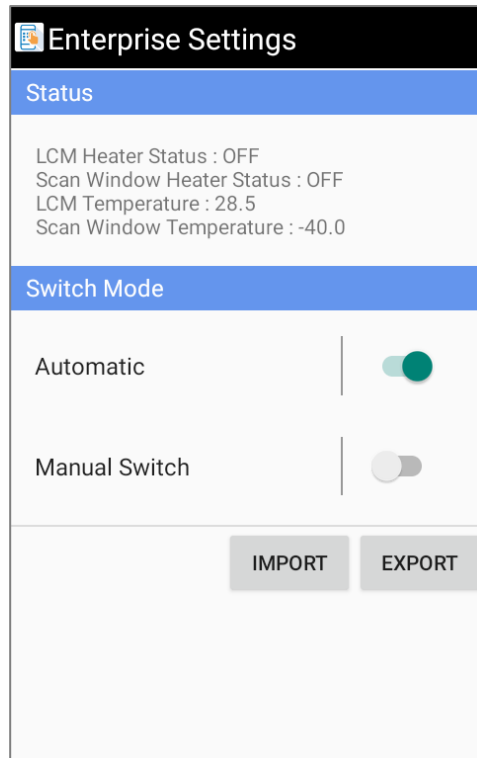 Enterprise Settings
Status
LCM Heater Status : OFF
Scan Window Heater Status : OFF
LCM Temperature : 28.5
Scan Window Temperature : -40.0
Switch Mode
Automatic
Manual Switch
IMPORT EXPORT